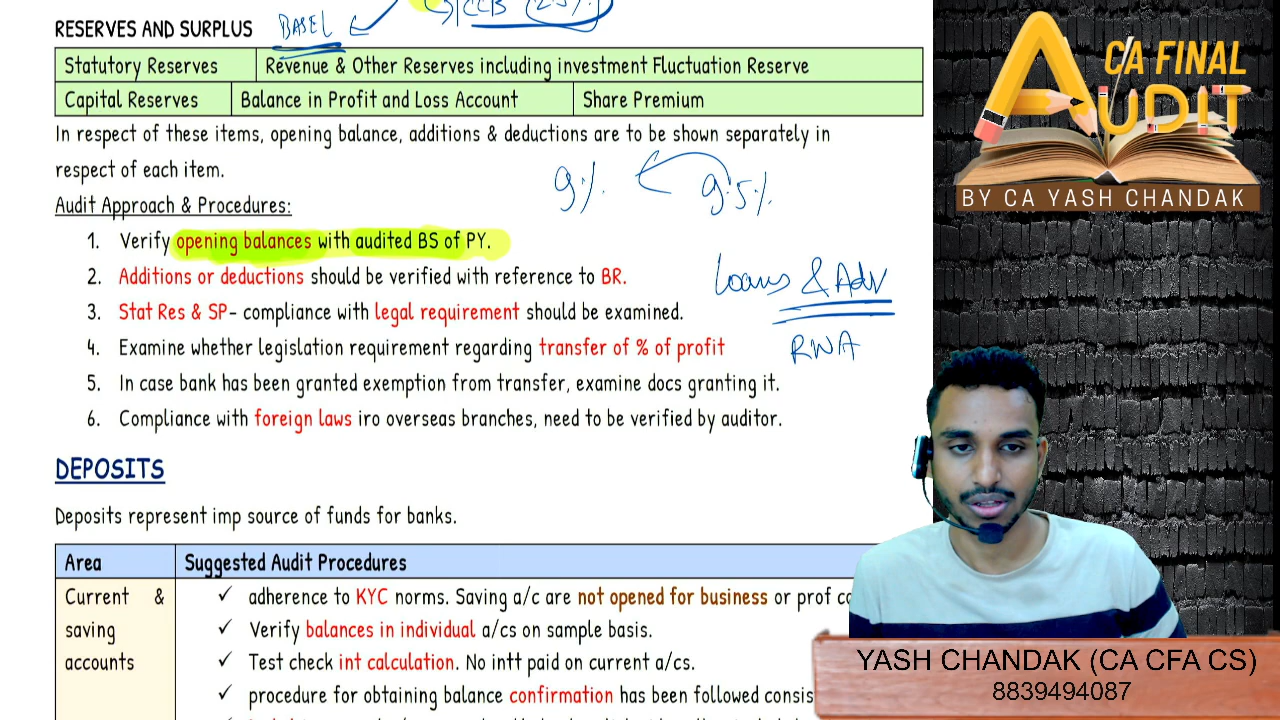 CCB (2.5%)
RESERVES AND SURPLUS BASEL
Statutory Reserves Revenue & Other Reserves including investment Fluctuation Reserve
Capital Reserves Balance in Profit and Loss Account Share Premium
In respect of these items, opening balance, additions & deductions are to be shown separately in
respect of each item.
9% 9.5%
Audit Approach & Procedures:
1. Verify opening balances with audited BS of PY.
2. Additions or deductions should be verified with reference to BR.
3. Stat Res & SP- compliance with legal requirement should be examined.
4. Examine whether legislation requirement regarding transfer of % of profit
5. In case bank has been granted exemption from transfer, examine docs granting it.
6. Compliance with foreign laws iro overseas branches, need to be verified by auditor.
Loans & Adv
RWA
DEPOSITS
Deposits represent imp source of funds for banks.
Area Suggested Audit Procedures
Current &
saving
accounts
✓ adherence to KYC norms. Saving a/c are not opened for business or prof
✓ Verify balances in individual a/cs on sample basis.
✓ Test check int calculation. No intt paid on current a/cs.
✓ procedure for obtaining balance confirmation has been followed
CA FINAL
AUDIT
BY CA YASH CHANDAK
YASH CHANDAK (CA CFA CS)
8839494087